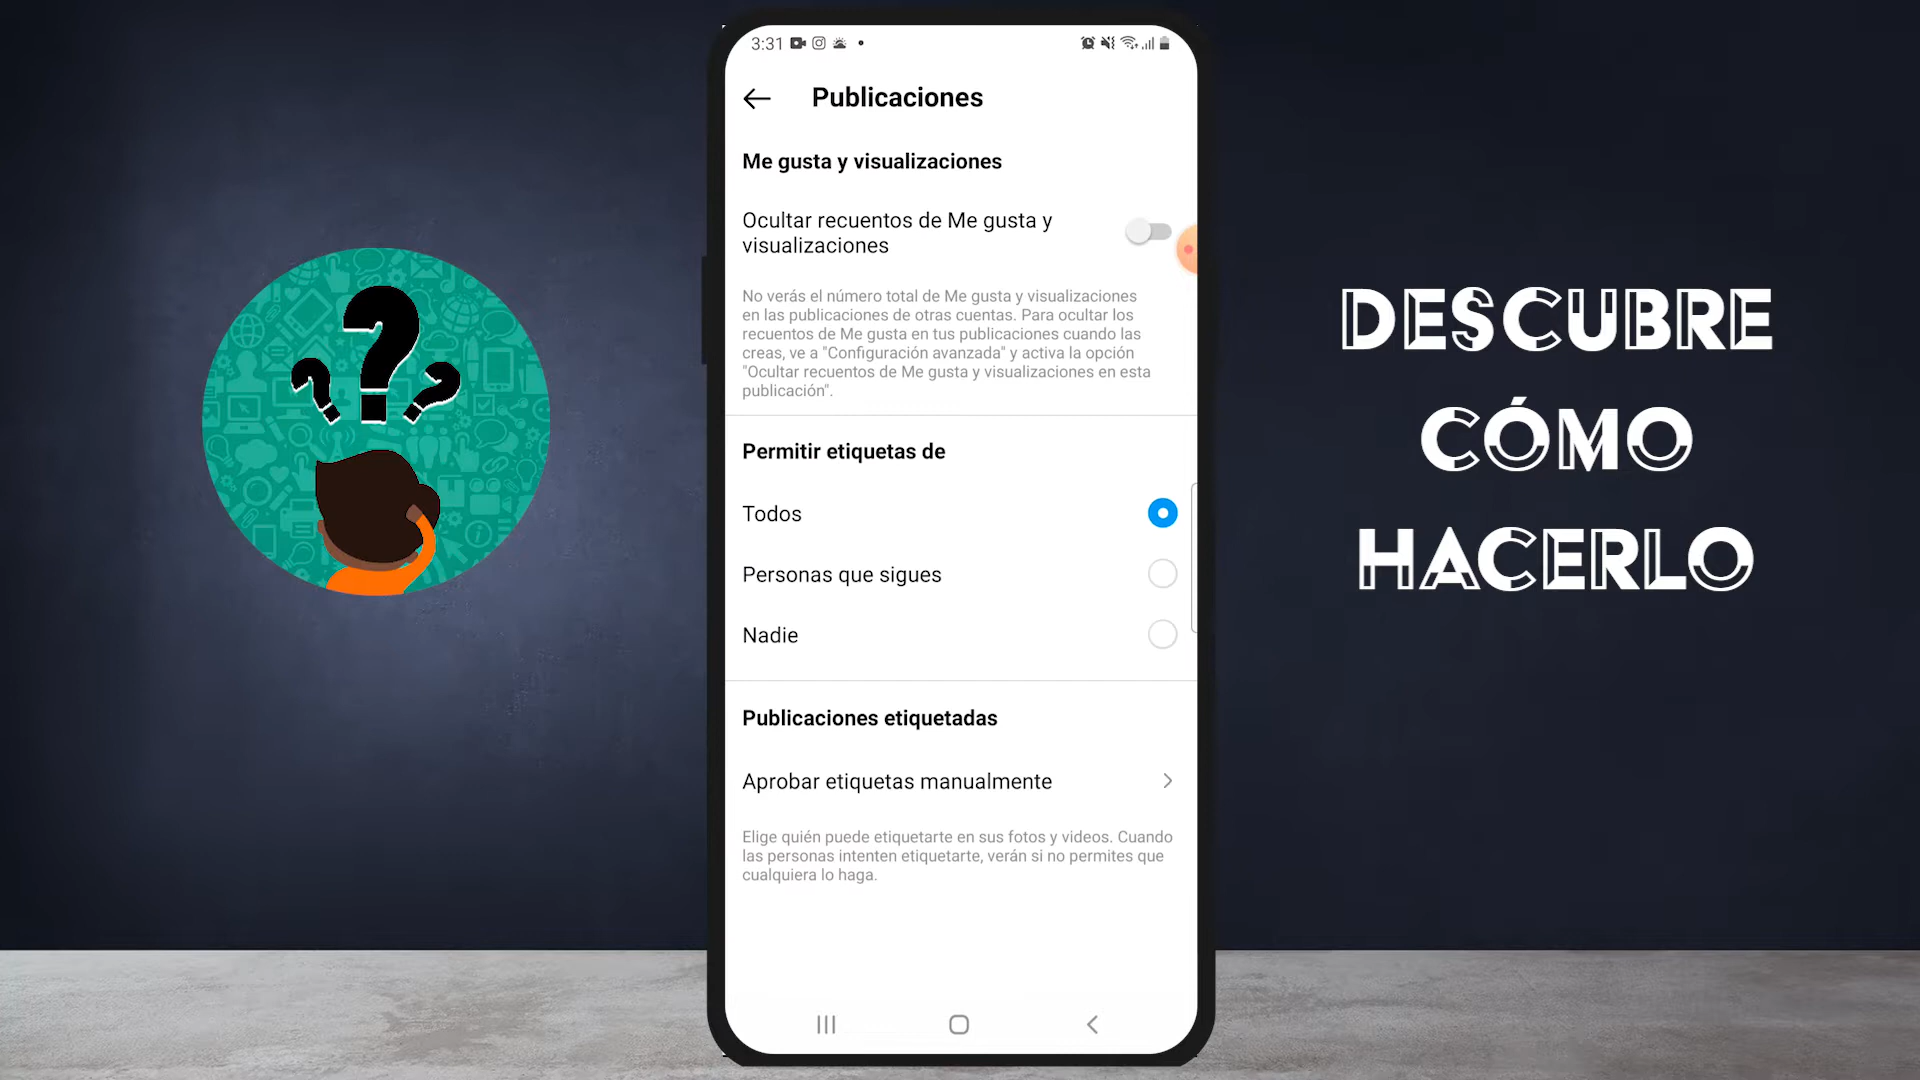 3:31
Publicaciones
Me gusta y visualizaciones
Ocultar recuentos de Me gusta y
visualizaciones
No verás el número total de Me gusta y visualizaciones
en las publicaciones de otras cuentas. Para ocultar los
recuentos de Me gusta en tus publicaciones cuando las
creas, ve a "Configuración avanzada" y activa la opción
"Ocultar recuentos de Me gusta y visualizaciones en esta
publicación".
Permitir etiquetas de
Todos
Personas que sigues
Nadie
Publicaciones etiquetadas
Aprobar etiquetas manualmente
Elige quién puede etiquetarte en sus fotos y videos. Cuando
las personas intenten etiquetarte, verán si no permites que
cualquiera lo haga.
DESCUBRE
CÓMO
HACERLO